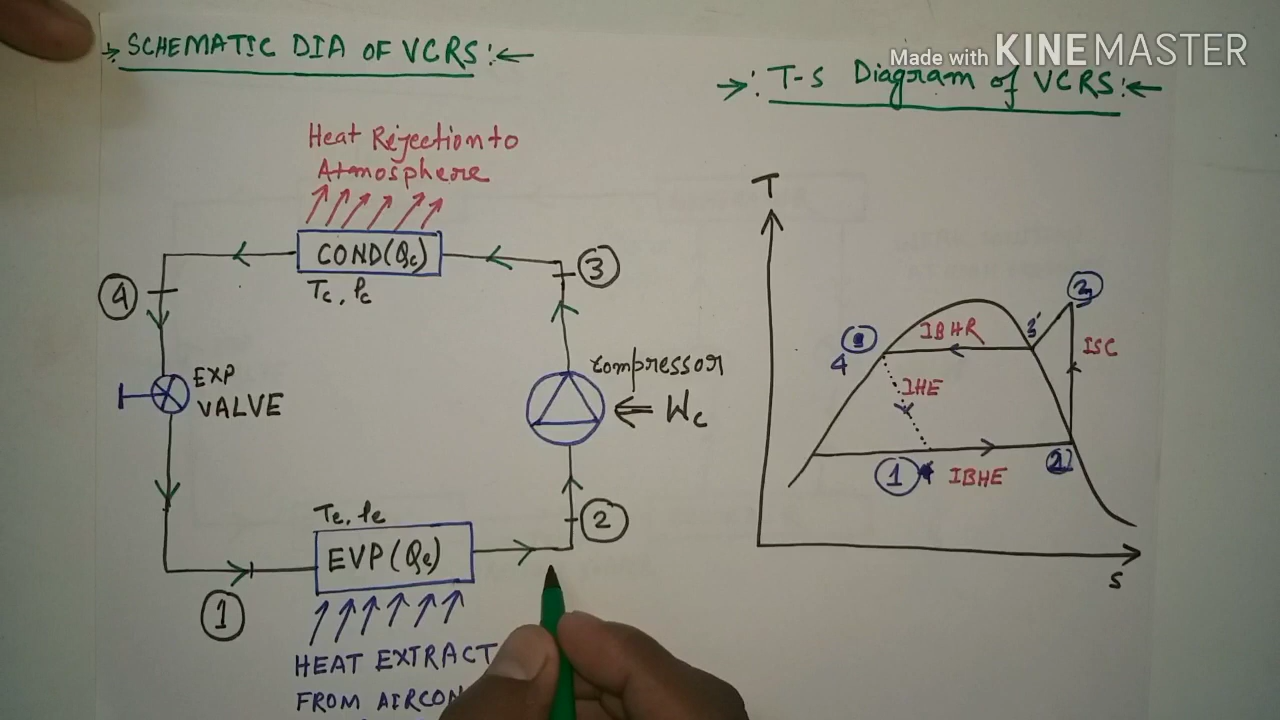 SCHEMATIC DIA OF VCRS:
Made with KINEMASTER
T-S Diagram of VCRS:
Heat Rejection to
Atmosphere
COND(Qc)
Tc, Pc
3
4
EXP
VALVE
compressor
Wc
Te, Pe
EVP(Qe)
2
1
HEAT EXTRACT
FROM AIRCON
T
3
IBHR
3'
ISC
4
IHE
1
IBHE
2
S